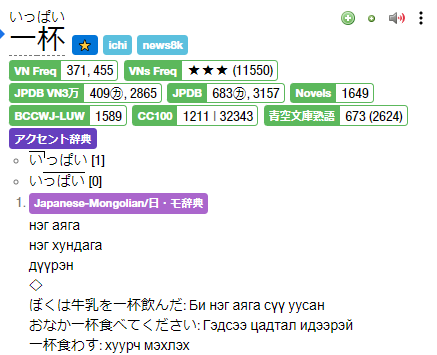 いっぱい
一杯 ★ ichi news8k
VN Freq 371, 455 VNs Freq ★★★ (11550)
JPDB VN3万 409㋕, 2865 JPDB 683㋕, 3157 Novels 1649
BCCWJ-LUW 1589 CC100 1211 | 32343 青空文庫熟語 673 (2624)
アクセント辞典
いっぱい [1]
いっぱい [0]
1. Japanese-Mongolian/日・モ辞典
нэг аяга
нэг хундага
дүүрэн
◇
ぼくは牛乳を一杯飲んだ: Би нэг аяга сүү уусан
おなか一杯食べてください: Гэдсээ цадтал идээрэй
一杯食わす: хуурч мэхлэх